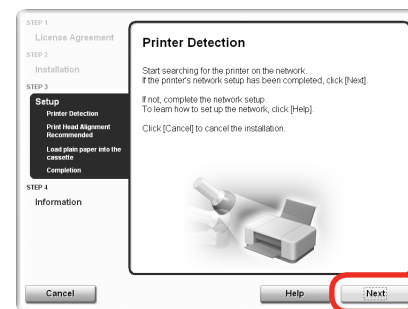 STEP 1
License Agreement
STEP 2
Installation
STEP 3
Setup
Printer Detection
Print Head Alignment
Recommended
Load plain paper into the
cassette
Completion
STEP 4
Information
Printer Detection
Start searching for the printer on the network.
If the printer's network setup has been completed, click [Next].
If not, complete the network setup.
To learn how to set up the network, click [Help].
Click [Cancel] to cancel the installation.
Cancel
Help
Next